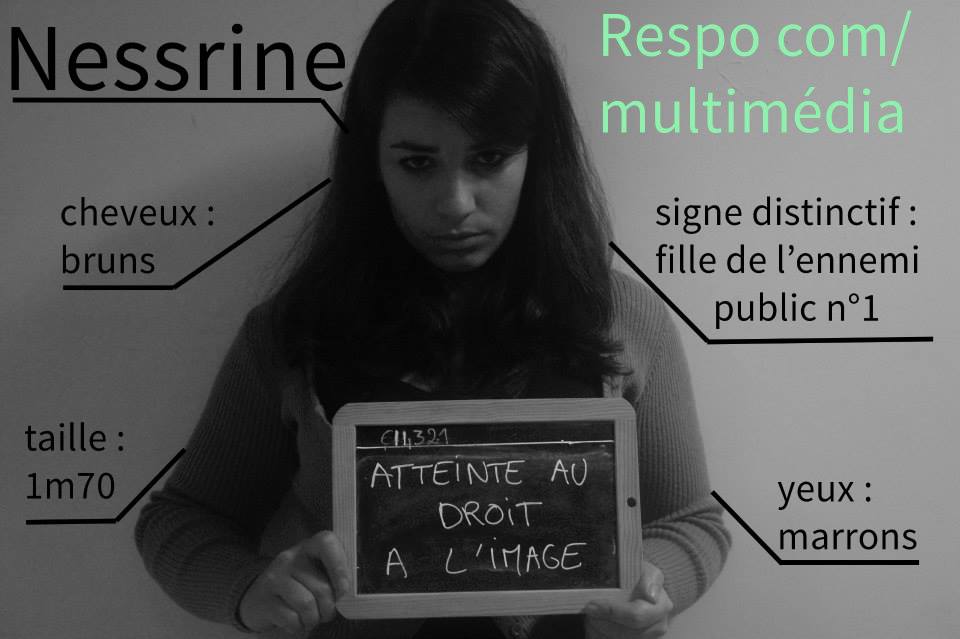 Nessrine
Respo com/
multimédia
cheveux :
bruns
signe distinctif :
fille de l'ennemi
public n°1
taille :
1m70
yeux :
marrons
ATTEINTE AU
DROIT
A L'IMAGE